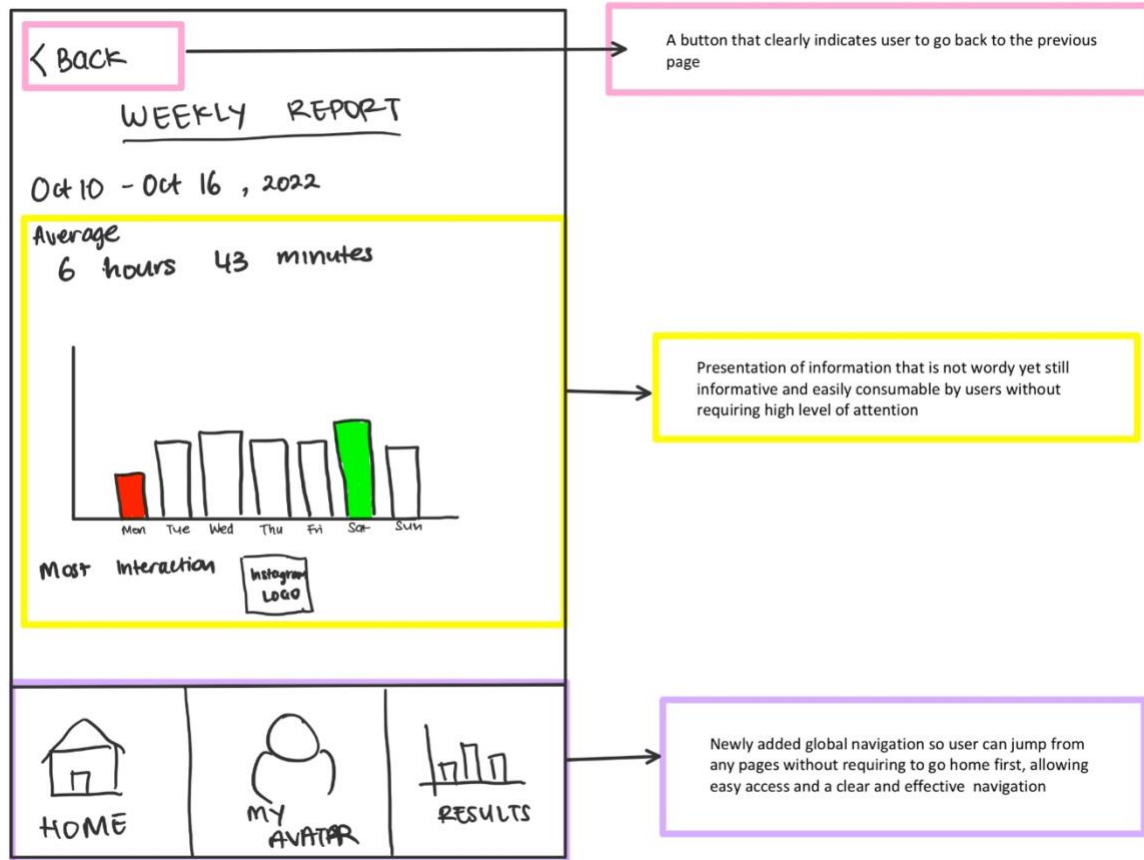 < BACK
A button that clearly indicates user to go back to the previous
page
WEEKLY REPORT
Oct 10 - Oct 16, 2022
Average
6 hours 43 minutes
Presentation of information that is not wordy yet still
informative and easily consumable by users without
requiring high level of attention
Mon Tue Wed Thu Fri Sat Sun
Most Interaction
Instagram
LOGO
Newly added global navigation so user can jump from
any pages without requiring to go home first, allowing
easy access and a clear and effective navigation
HOME
MY
AVATAR
RESULTS